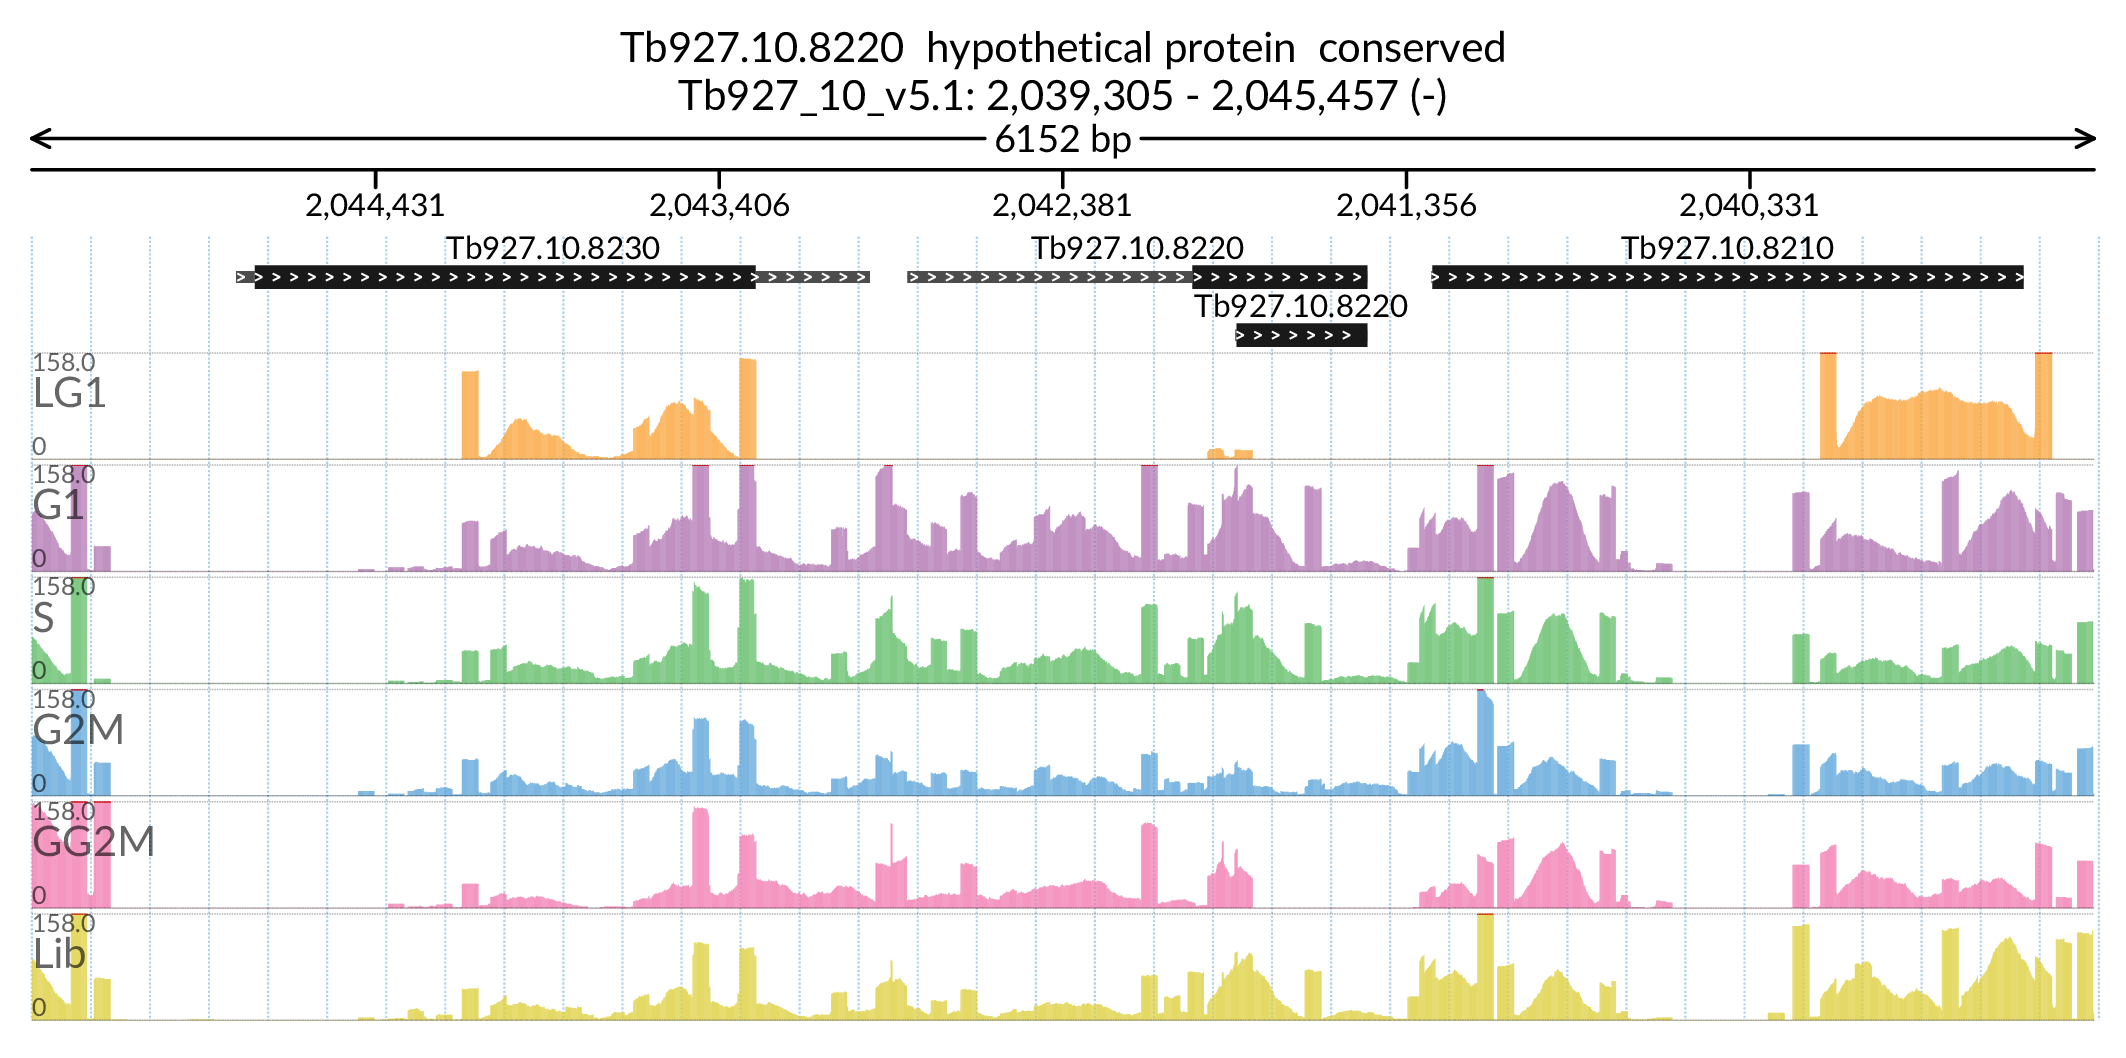 Tb927.10.8220 hypothetical protein conserved
Tb927_10_v5.1: 2,039,305 - 2,045,457 (-)
6152 bp
2,044,431 2,043,406 2,042,381 2,041,356 2,040,331
Tb927.10.8230 Tb927.10.8220 Tb927.10.8210
Tb927.10.8220
158.0
LG1
0
158.0
G1
0
158.0
S
0
158.0
G2M
0
158.0
GG2M
0
158.0
Lib
0